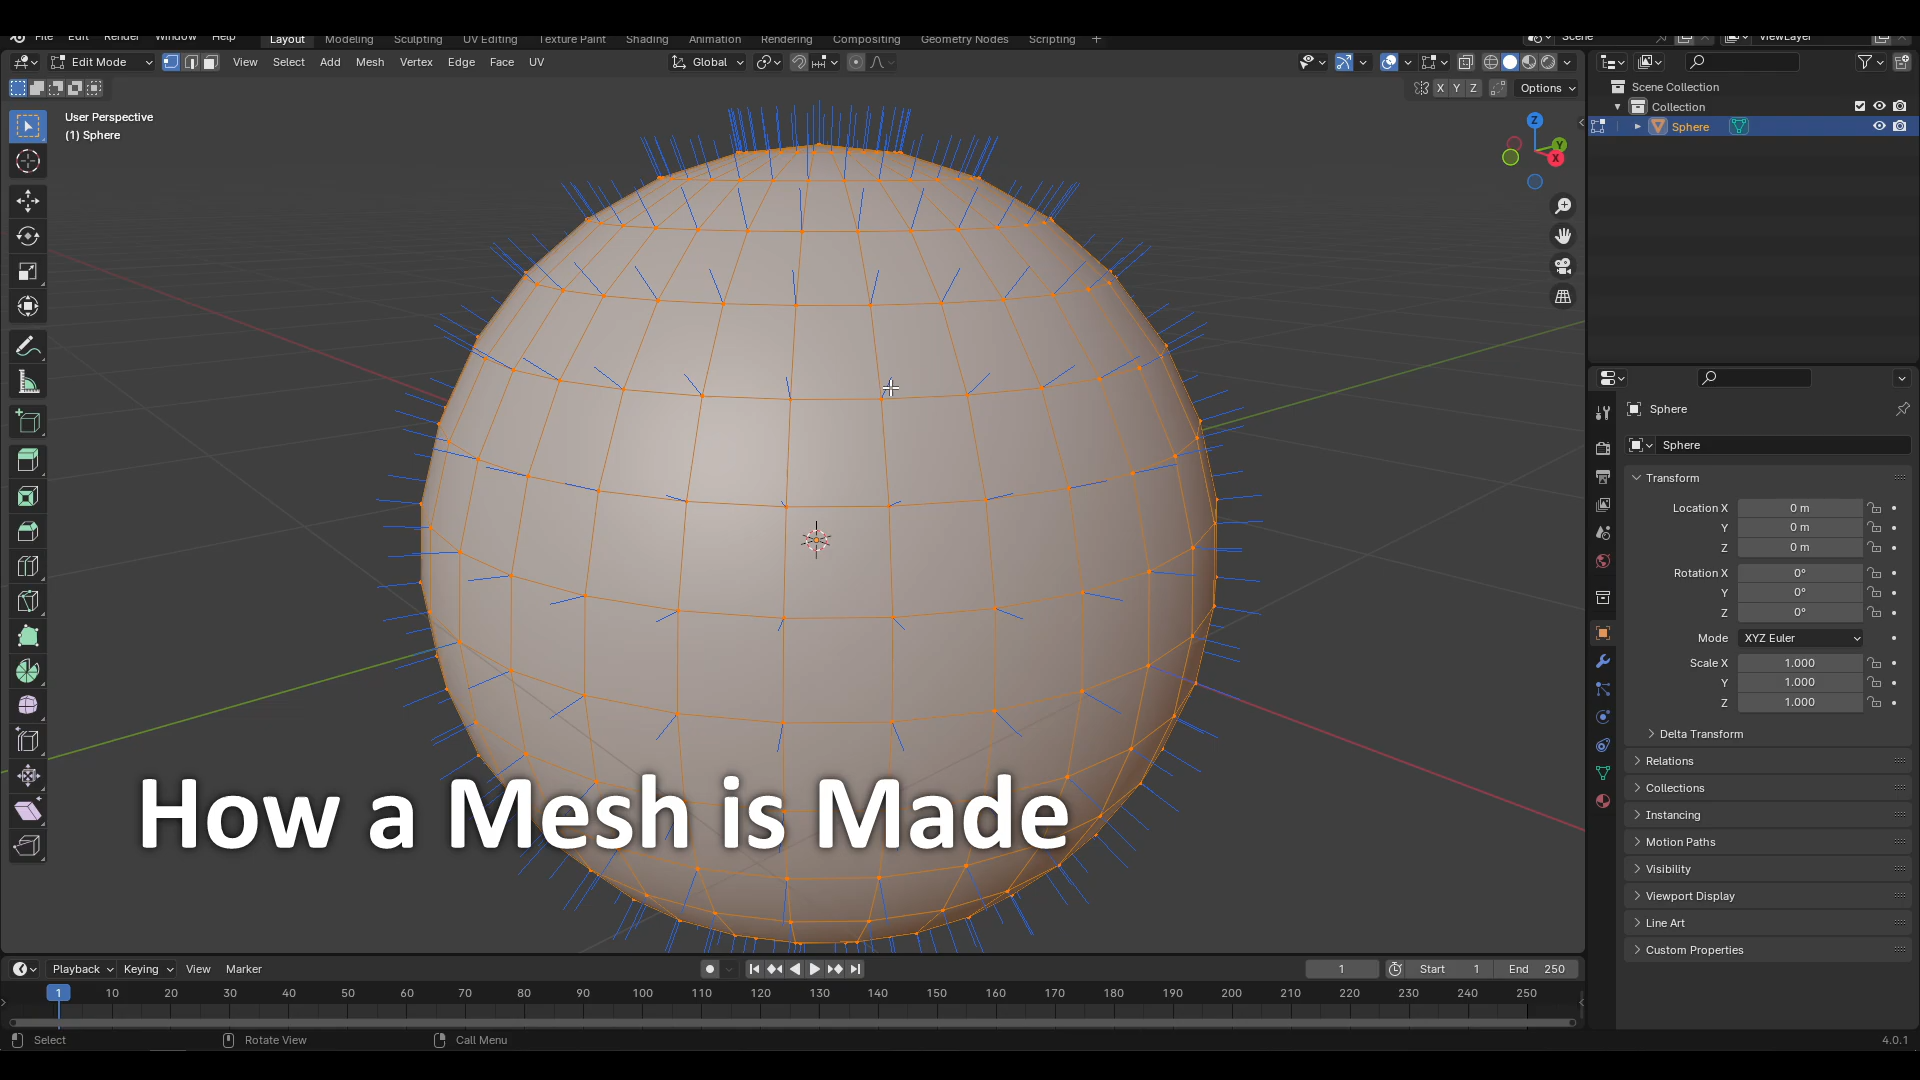 File Edit Render Window Help Layout Modeling Sculpting UV Editing Texture Paint Shading Animation Rendering Compositing Geometry Nodes Scripting + Scene ViewLayer
Edit Mode View Select Add Mesh Vertex Edge Face UV Global
X Y Z Options
User Perspective
(1) Sphere
Z
Y
X
Scene Collection
Collection
Sphere
Sphere
Sphere
Transform
Location X 0 m
Y 0 m
Z 0 m
Rotation X 0°
Y 0°
Z 0°
Mode XYZ Euler
Scale X 1.000
Y 1.000
Z 1.000
Delta Transform
Relations
Collections
Instancing
Motion Paths
Visibility
Viewport Display
Line Art
Custom Properties
How a Mesh is Made
Playback Keying View Marker 1 Start 1 End 250
1 10 20 30 40 50 60 70 80 90 100 110 120 130 140 150 160 170 180 190 200 210 220 230 240 250
Select Rotate View Call Menu 4.0.1